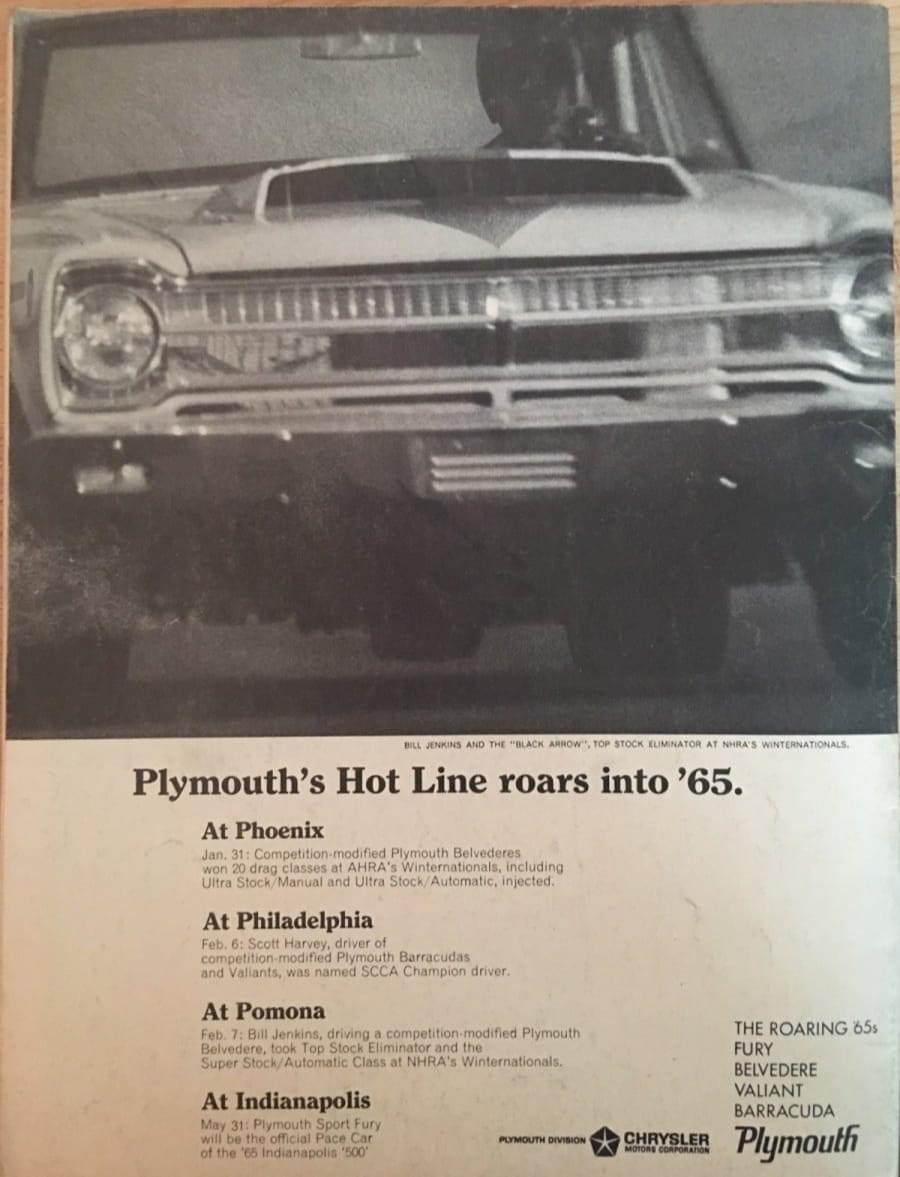 BILL JENKINS AND THE "BLACK ARROW", TOP STOCK ELIMINATOR AT NHRA'S WINTERNATIONALS.
Plymouth's Hot Line roars into '65.
At Phoenix
Jan. 31: Competition-modified Plymouth Belvederes
won 20 drag classes at AHRA's Winternationals, including
Ultra Stock/Manual and Ultra Stock/Automatic, injected.
At Philadelphia
Feb. 6: Scott Harvey, driver of
competition-modified Plymouth Barracudas
and Valiants, was named SCCA Champion driver.
At Pomona
Feb. 7: Bill Jenkins, driving a competition-modified Plymouth
Belvedere, took Top Stock Eliminator and the
Super Stock/Automatic Class at NHRA's Winternationals.
At Indianapolis
May 31: Plymouth Sport Fury
will be the official Pace Car
of the '65 Indianapolis '500'
PLYMOUTH DIVISION CHRYSLER
MOTORS CORPORATION
THE ROARING '65s
FURY
BELVEDERE
VALIANT
BARRACUDA
Plymouth